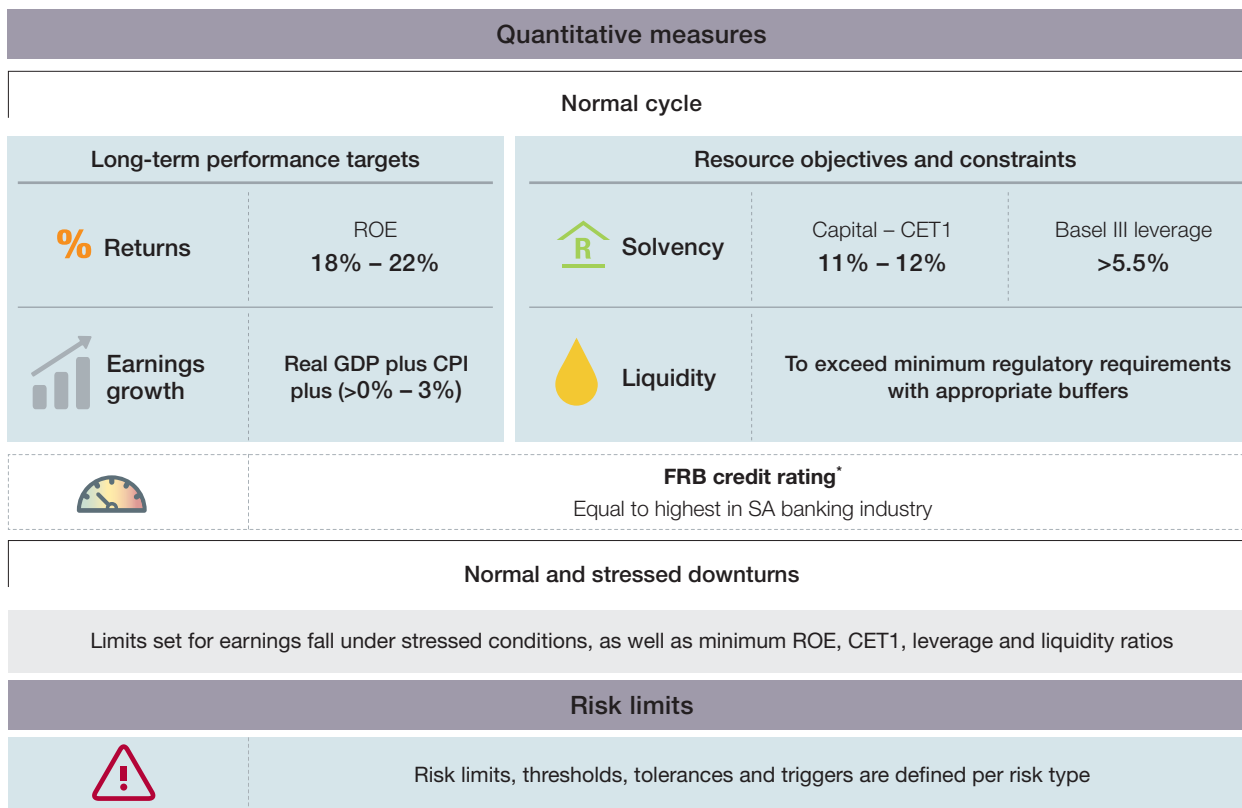 Quantitative measures
Normal cycle
Long-term performance targets
% Returns
ROE
18% – 22%
Earnings
growth
Real GDP plus CPI
plus (>0% – 3%)
Resource objectives and constraints
R
Solvency
Capital – CET1
11% – 12%
Basel III leverage
>5.5%
Liquidity
To exceed minimum regulatory requirements
with appropriate buffers
FRB credit rating*
Equal to highest in SA banking industry
Normal and stressed downturns
Limits set for earnings fall under stressed conditions, as well as minimum ROE, CET1, leverage and liquidity ratios
Risk limits
!
Risk limits, thresholds, tolerances and triggers are defined per risk type